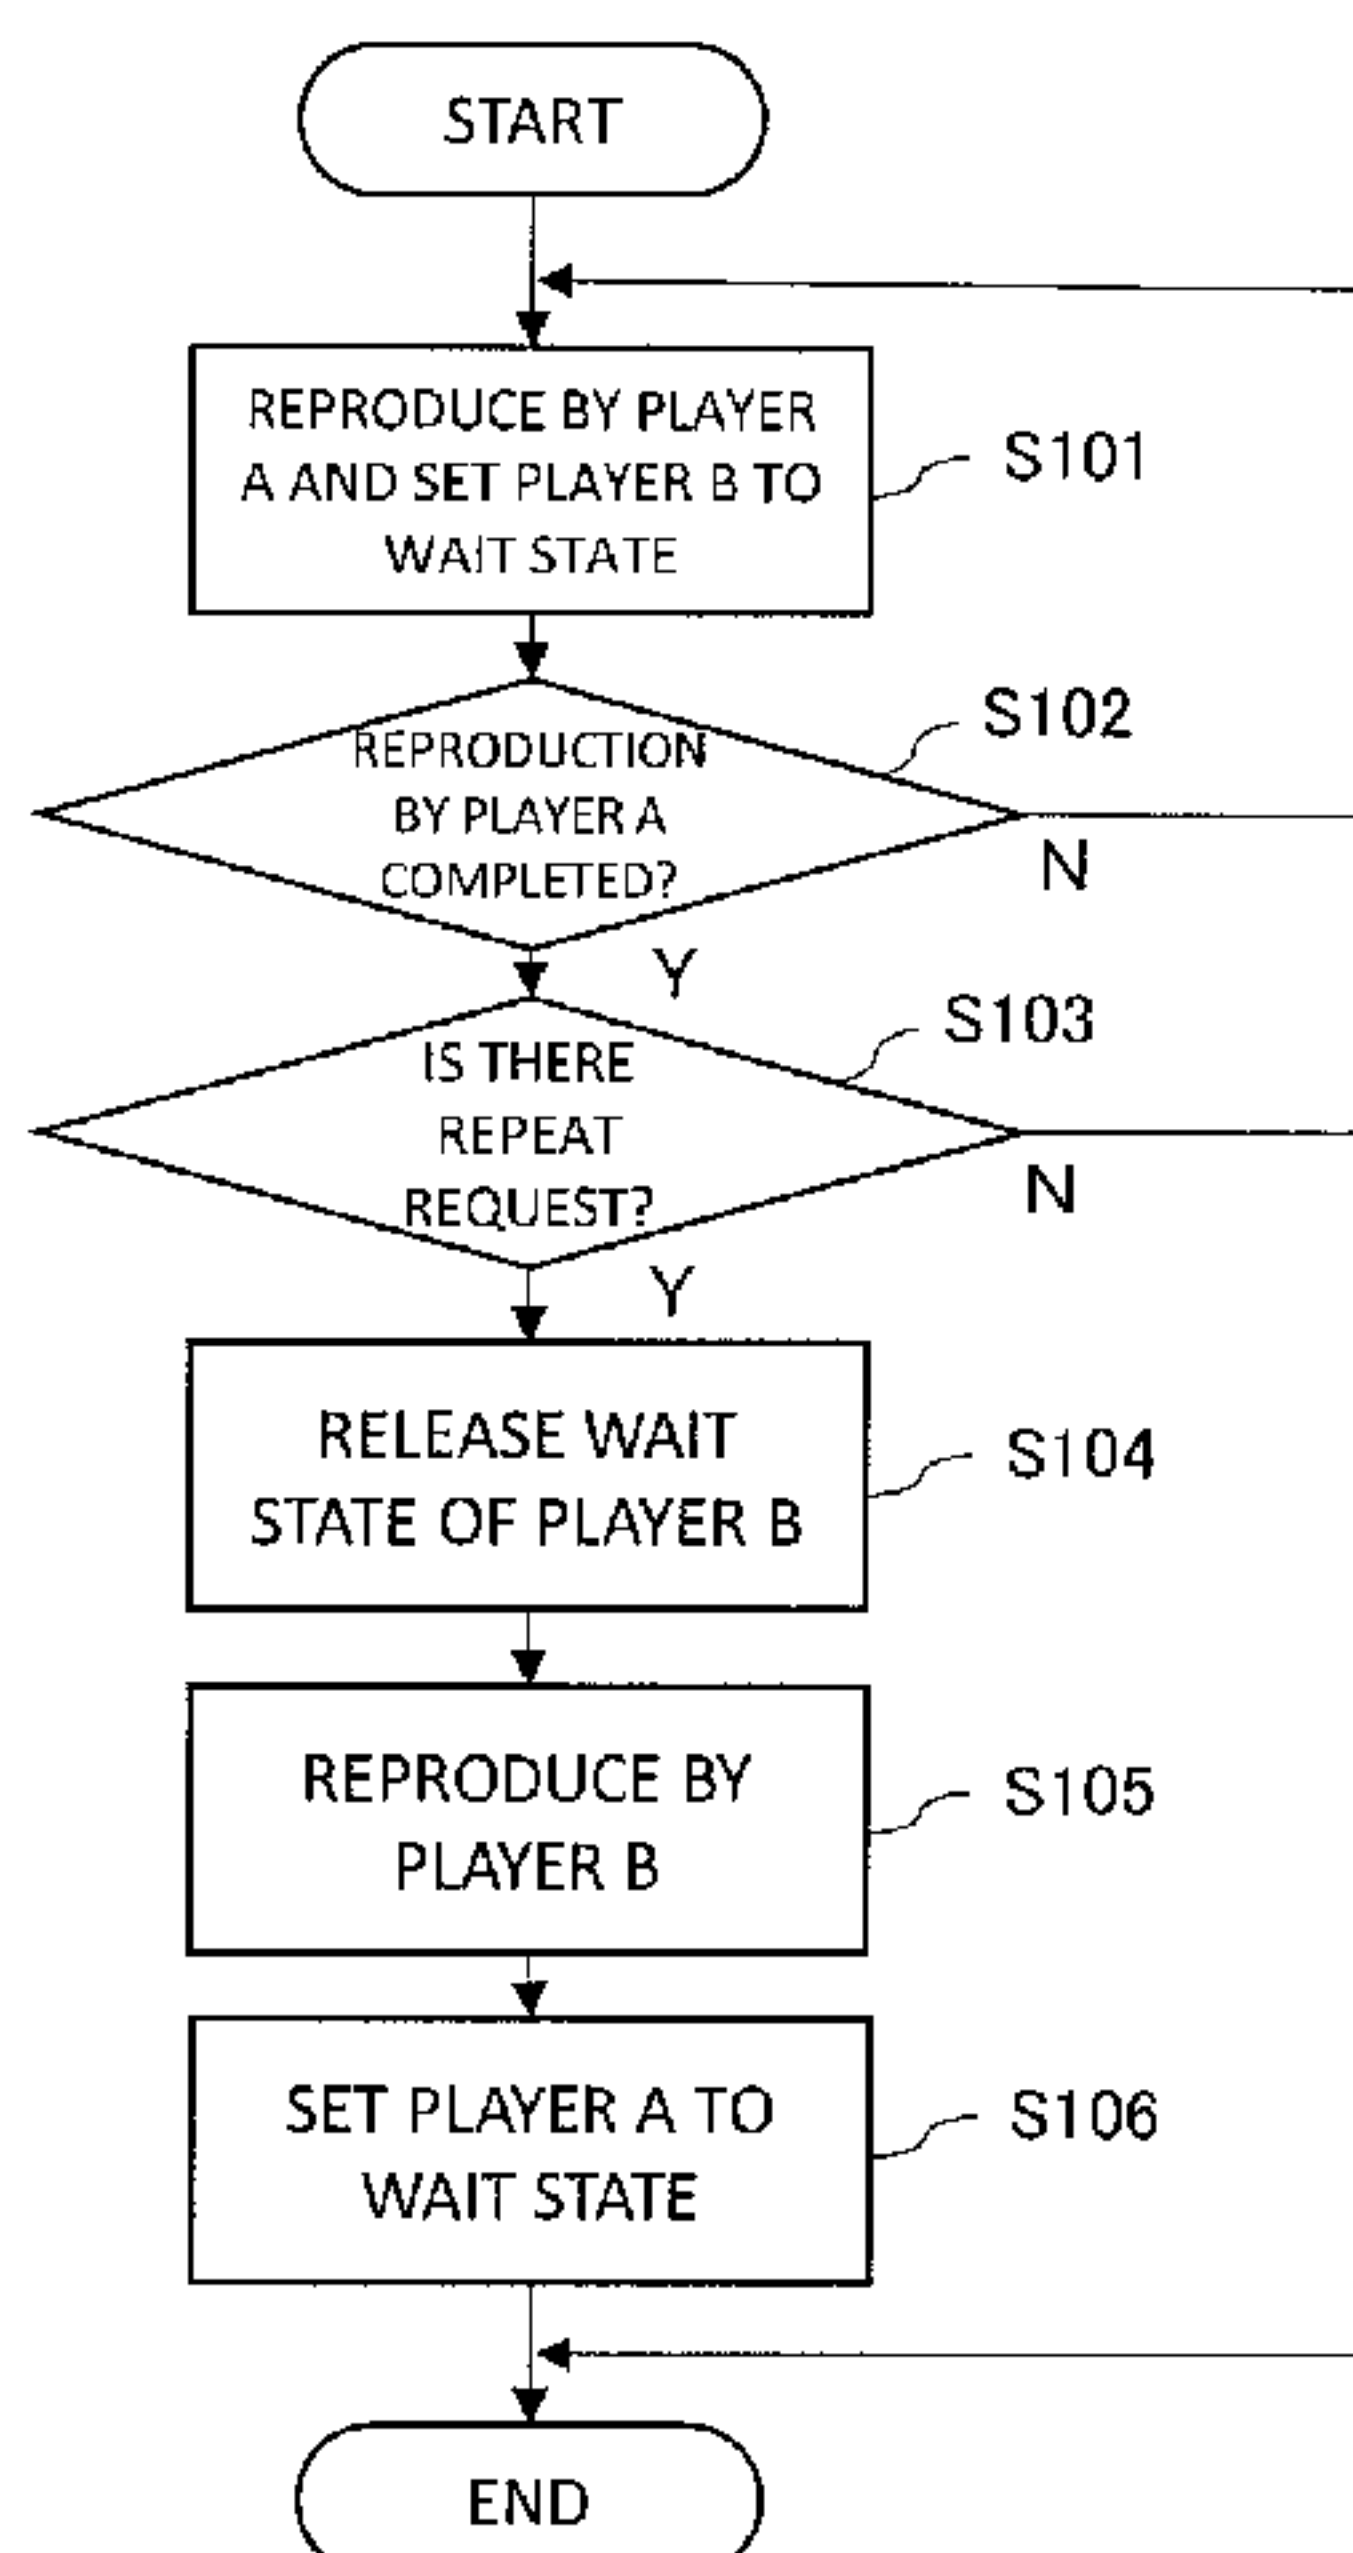 START
REPRODUCE BY PLAYER
A AND SET PLAYER B TO
WAIT STATE
S101
REPRODUCTION
BY PLAYER A
COMPLETED?
S102
N
Y
IS THERE
REPEAT
REQUEST?
S103
N
Y
RELEASE WAIT
STATE OF PLAYER B
S104
REPRODUCE BY
PLAYER B
S105
SET PLAYER A TO
WAIT STATE
S106
END